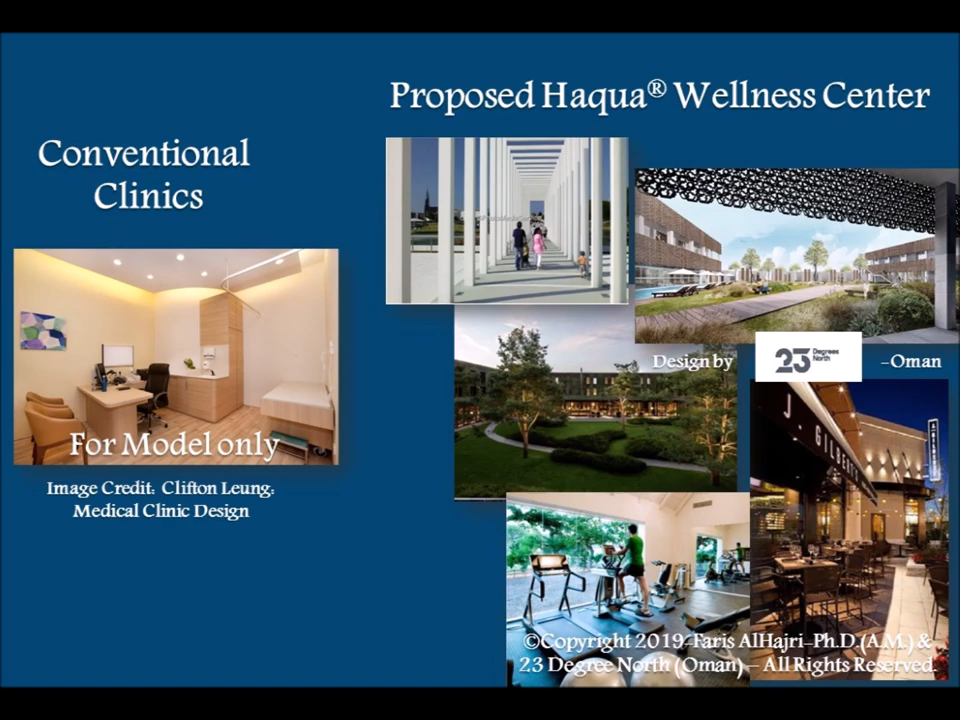 Proposed Haqua® Wellness Center
Conventional
Clinics
For Model only
Image Credit: Clifton Leung:
Medical Clinic Design
Design by
23 Degrees
North
-Oman
J. GILBERT'S
©Copyright 2019-Faris AlHajri-Ph.D.(A.M.) &
23 Degree North (Oman) – All Rights Reserved.